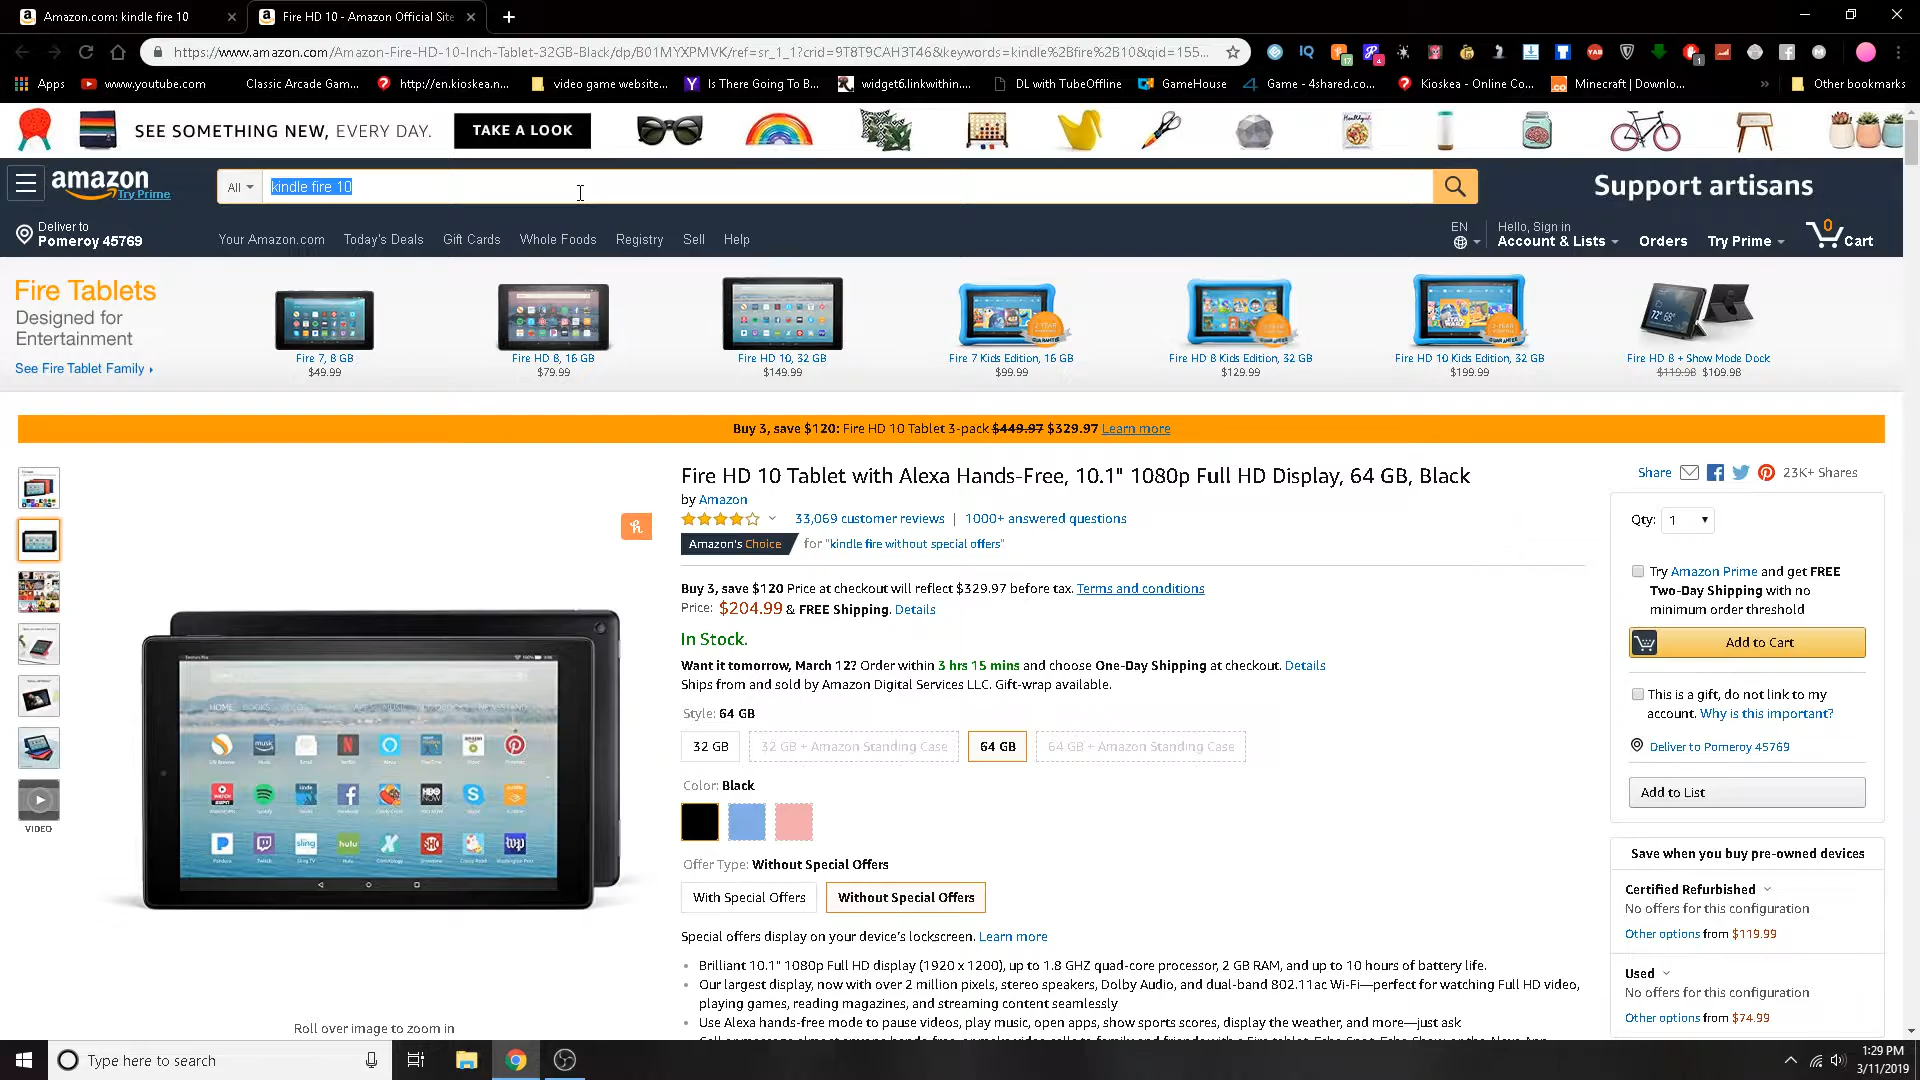 Amazon.com: kindle fire 10
Fire HD 10 - Amazon Official Site
https://www.amazon.com/Amazon-Fire-HD-10-Inch-Tablet-32GB-Black/dp/B01MYXPMVK/ref=sr_1_1?crid=9T8T9CAH3T46&keywords=kindle%2Bfire%2B10&qid=155...
Apps www.youtube.com Classic Arcade Gam... http://en.kioskea.n... video game website... Is There Going To B... widget6.linkwithin.... DL with TubeOffline GameHouse Game - 4shared.co... Kioskea - Online Co... Minecraft | Downlo... » Other bookmarks
SEE SOMETHING NEW, EVERY DAY. TAKE A LOOK
amazon
Try Prime
All kindle fire 10
Support artisans
Deliver to
Pomeroy 45769
Your Amazon.com Today's Deals Gift Cards Whole Foods Registry Sell Help
EN
Hello, Sign in
Account & Lists Orders Try Prime 0 Cart
Fire Tablets
Designed for
Entertainment
See Fire Tablet Family
Fire 7, 8 GB
$49.99
Fire HD 8, 16 GB
$79.99
Fire HD 10, 32 GB
$149.99
Fire 7 Kids Edition, 16 GB
$99.99
Fire HD 8 Kids Edition, 32 GB
$129.99
Fire HD 10 Kids Edition, 32 GB
$199.99
Fire HD 8 + Show Mode Dock
$119.98 $109.98
Buy 3, save $120: Fire HD 10 Tablet 3-pack $449.97 $329.97 Learn more
Fire HD 10 Tablet with Alexa Hands-Free, 10.1" 1080p Full HD Display, 64 GB, Black
by Amazon
33,069 customer reviews | 1000+ answered questions
Amazon's Choice for "kindle fire without special offers"
Buy 3, save $120 Price at checkout will reflect $329.97 before tax. Terms and conditions
Price: $204.99 & FREE Shipping. Details
In Stock.
Want it tomorrow, March 12? Order within 3 hrs 15 mins and choose One-Day Shipping at checkout. Details
Ships from and sold by Amazon Digital Services LLC. Gift-wrap available.
Style: 64 GB
32 GB
32 GB + Amazon Standing Case
64 GB
64 GB + Amazon Standing Case
Color: Black
Offer Type: Without Special Offers
With Special Offers
Without Special Offers
Special offers display on your device's lockscreen. Learn more
Brilliant 10.1" 1080p Full HD display (1920 x 1200), up to 1.8 GHZ quad-core processor, 2 GB RAM, and up to 10 hours of battery life.
Our largest display, now with over 2 million pixels, stereo speakers, Dolby Audio, and dual-band 802.11ac Wi-Fi—perfect for watching Full HD video,
playing games, reading magazines, and streaming content seamlessly
Use Alexa hands-free mode to pause videos, play music, open apps, show sports scores, display the weather, and more—just ask
VIDEO
Roll over image to zoom in
Share 23K+ Shares
Qty: 1
Try Amazon Prime and get FREE
Two-Day Shipping with no
minimum order threshold
Add to Cart
This is a gift, do not link to my
account. Why is this important?
Deliver to Pomeroy 45769
Add to List
Save when you buy pre-owned devices
Certified Refurbished
No offers for this configuration
Other options from $119.99
Used
No offers for this configuration
Other options from $74.99
Type here to search
1:29 PM
3/11/2019